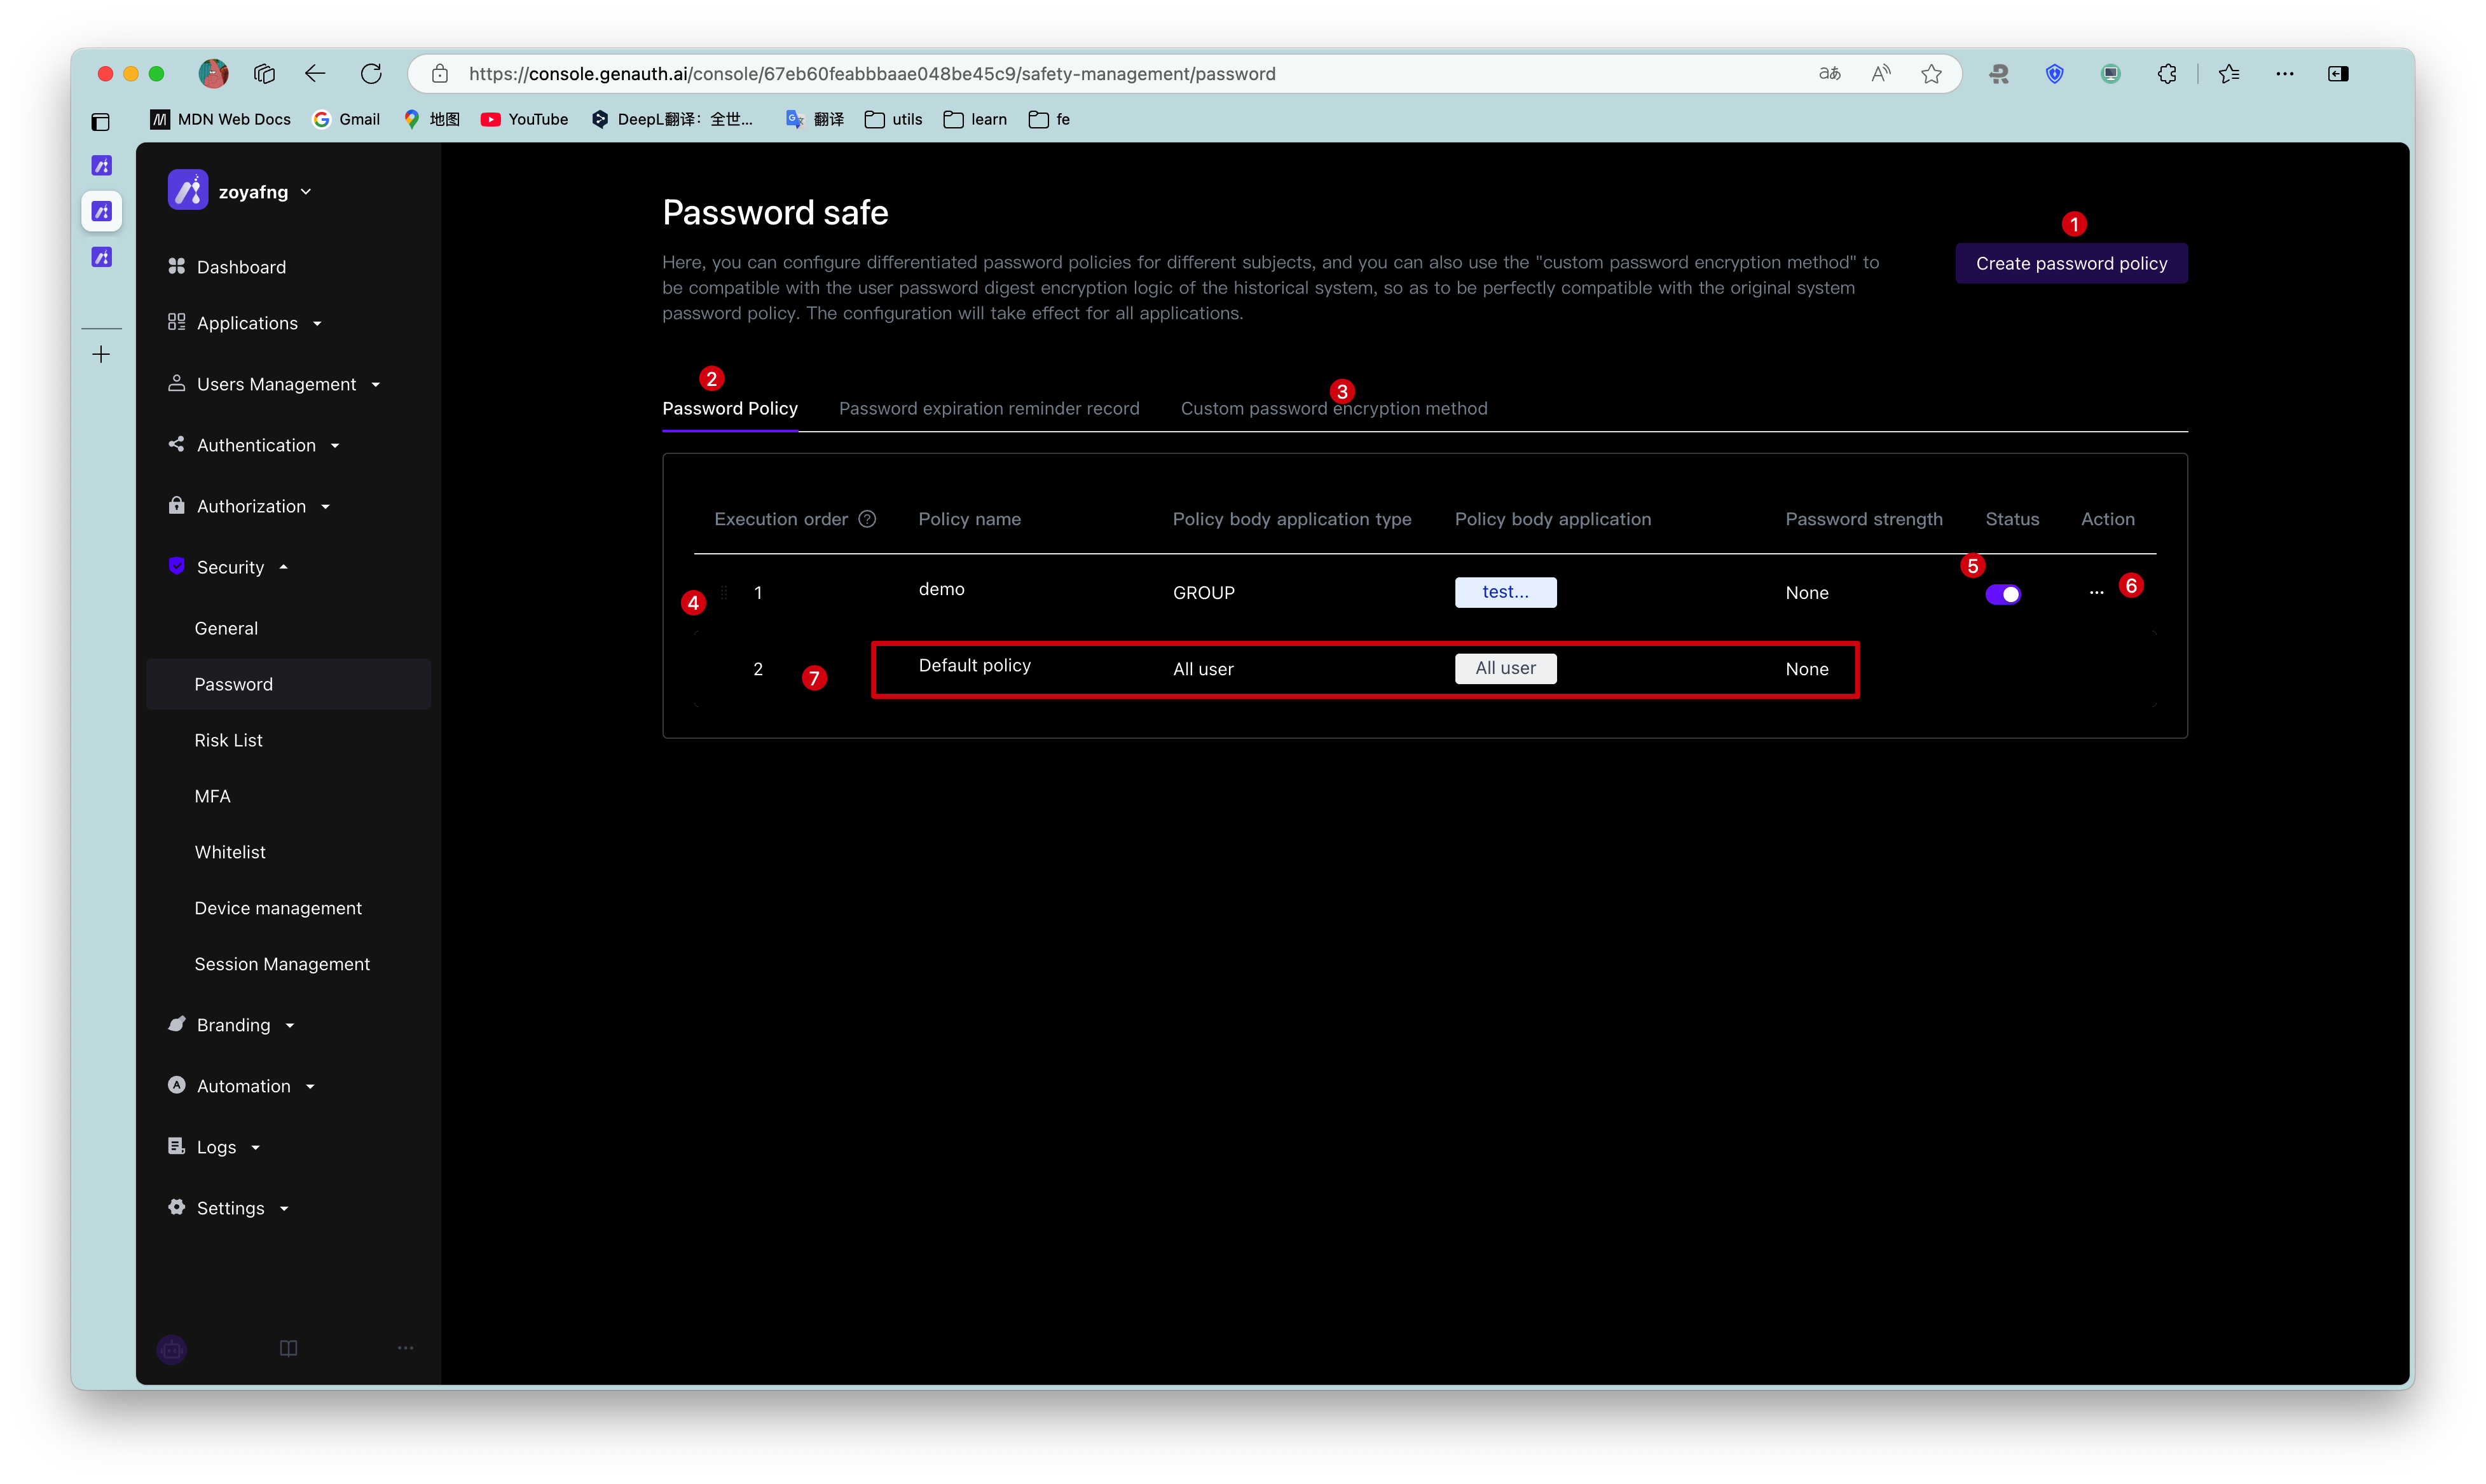 https://console.genauth.ai/console/67eb60feabbbaae048be45c9/safety-management/password
MDN Web Docs
Gmail
地图
YouTube
DeepL翻译：全世...
翻译
utils
learn
fe
zoyafng
Dashboard
Applications
Users Management
Authentication
Authorization
Security
General
Password
Risk List
MFA
Whitelist
Device management
Session Management
Branding
Automation
Logs
Settings
Password safe
Here, you can configure differentiated password policies for different subjects, and you can also use the "custom password encryption method" to
be compatible with the user password digest encryption logic of the historical system, so as to be perfectly compatible with the original system
password policy. The configuration will take effect for all applications.
1
Create password policy
2
3
Password Policy
Password expiration reminder record
Custom password encryption method
Execution order
Policy name
Policy body application type
Policy body application
Password strength
Status
Action
4
1
demo
GROUP
test...
None
5
6
2
7
Default policy
All user
All user
None